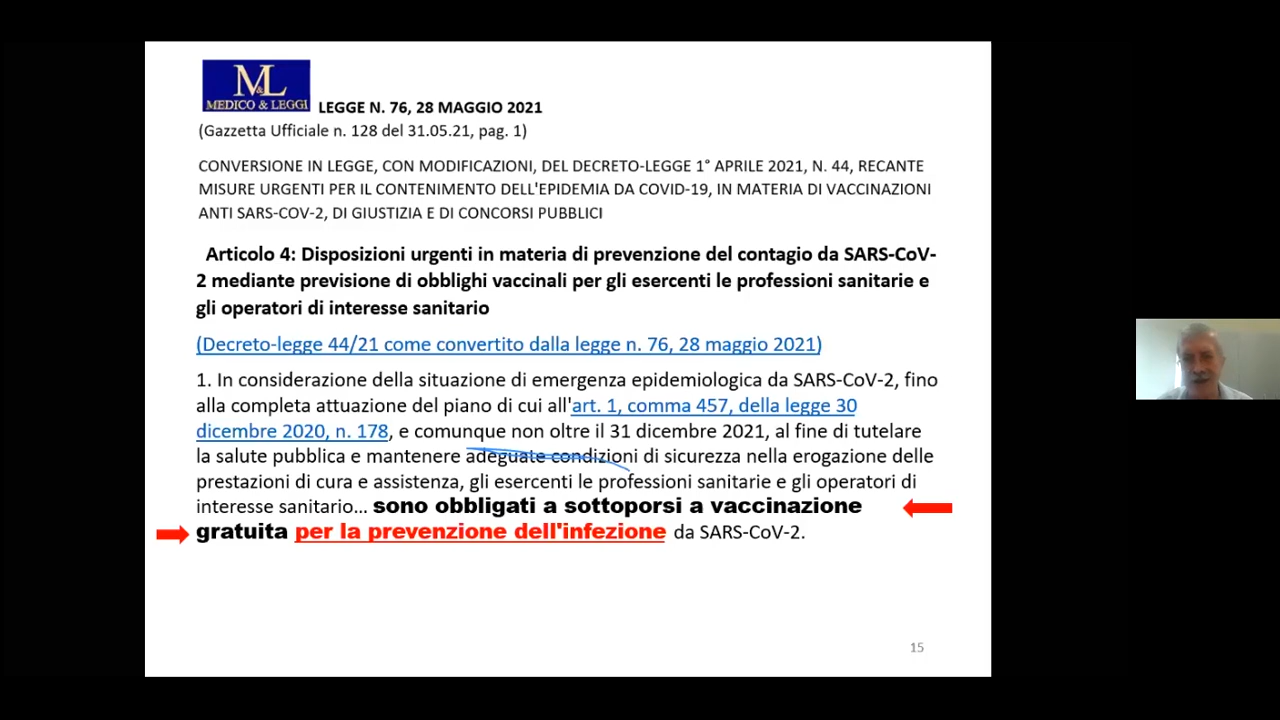 M&L
MEDICO & LEGGI
LEGGE N. 76, 28 MAGGIO 2021
(Gazzetta Ufficiale n. 128 del 31.05.21, pag. 1)
CONVERSIONE IN LEGGE, CON MODIFICAZIONI, DEL DECRETO-LEGGE 1° APRILE 2021, N. 44, RECANTE
MISURE URGENTI PER IL CONTENIMENTO DELL'EPIDEMIA DA COVID-19, IN MATERIA DI VACCINAZIONI
ANTI SARS-COV-2, DI GIUSTIZIA E DI CONCORSI PUBBLICI
Articolo 4: Disposizioni urgenti in materia di prevenzione del contagio da SARS-CoV-
2 mediante previsione di obblighi vaccinali per gli esercenti le professioni sanitarie e
gli operatori di interesse sanitario
(Decreto-legge 44/21 come convertito dalla legge n. 76, 28 maggio 2021)
1. In considerazione della situazione di emergenza epidemiologica da SARS-CoV-2, fino
alla completa attuazione del piano di cui all'art. 1, comma 457, della legge 30
dicembre 2020, n. 178, e comunque non oltre il 31 dicembre 2021, al fine di tutelare
la salute pubblica e mantenere adeguate condizioni di sicurezza nella erogazione delle
prestazioni di cura e assistenza, gli esercenti le professioni sanitarie e gli operatori di
interesse sanitario... sono obbligati a sottoporsi a vaccinazione
gratuita per la prevenzione dell'infezione da SARS-CoV-2.
15